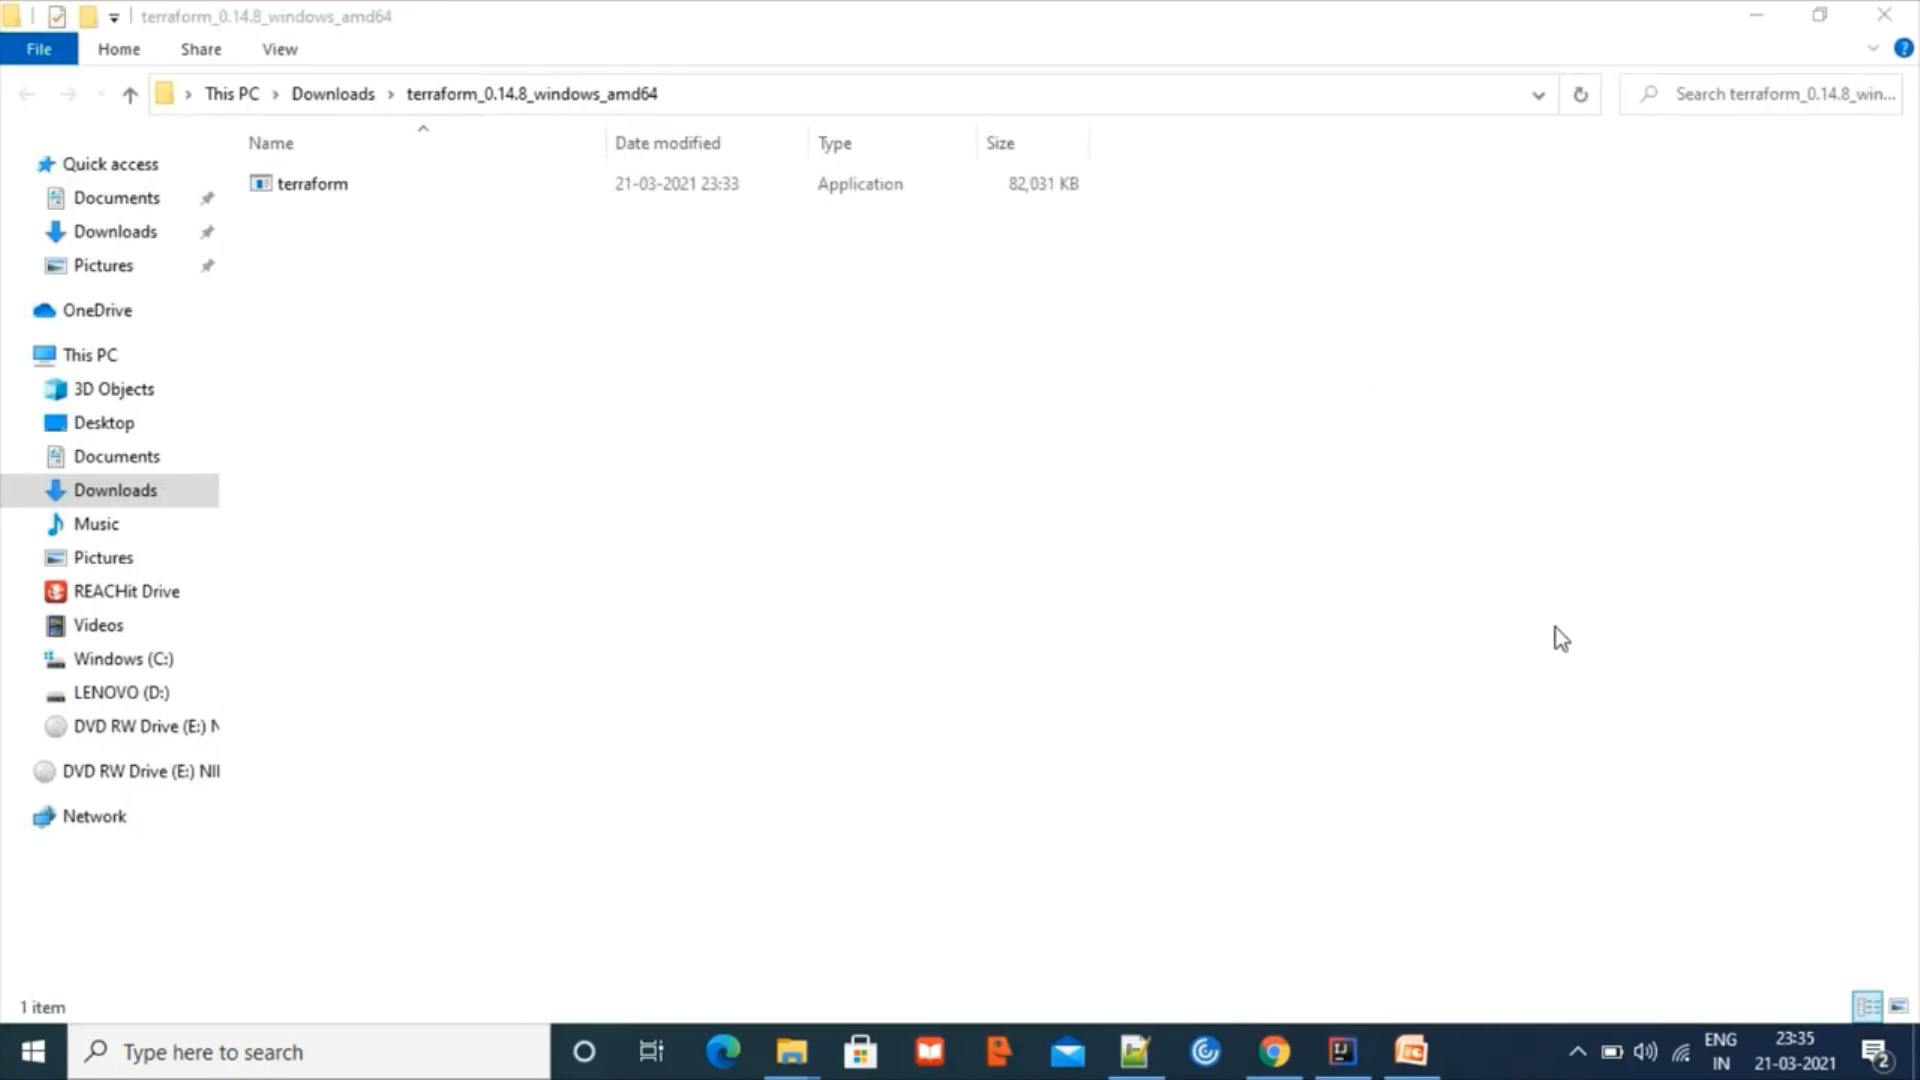 terraform_0.14.8_windows_amd64
File Home Share View
This PC Downloads terraform_0.14.8_windows_amd64
Search terraform_0.14.8_win...
Name Date modified Type Size
terraform 21-03-2021 23:33 Application 82,031 KB
Quick access
Documents
Downloads
Pictures
OneDrive
This PC
3D Objects
Desktop
Documents
Downloads
Music
Pictures
REACHit Drive
Videos
Windows (C:)
LENOVO (D:)
DVD RW Drive (E:) N
DVD RW Drive (E:) NII
Network
1 item
Type here to search
ENG
IN
23:35
21-03-2021
2